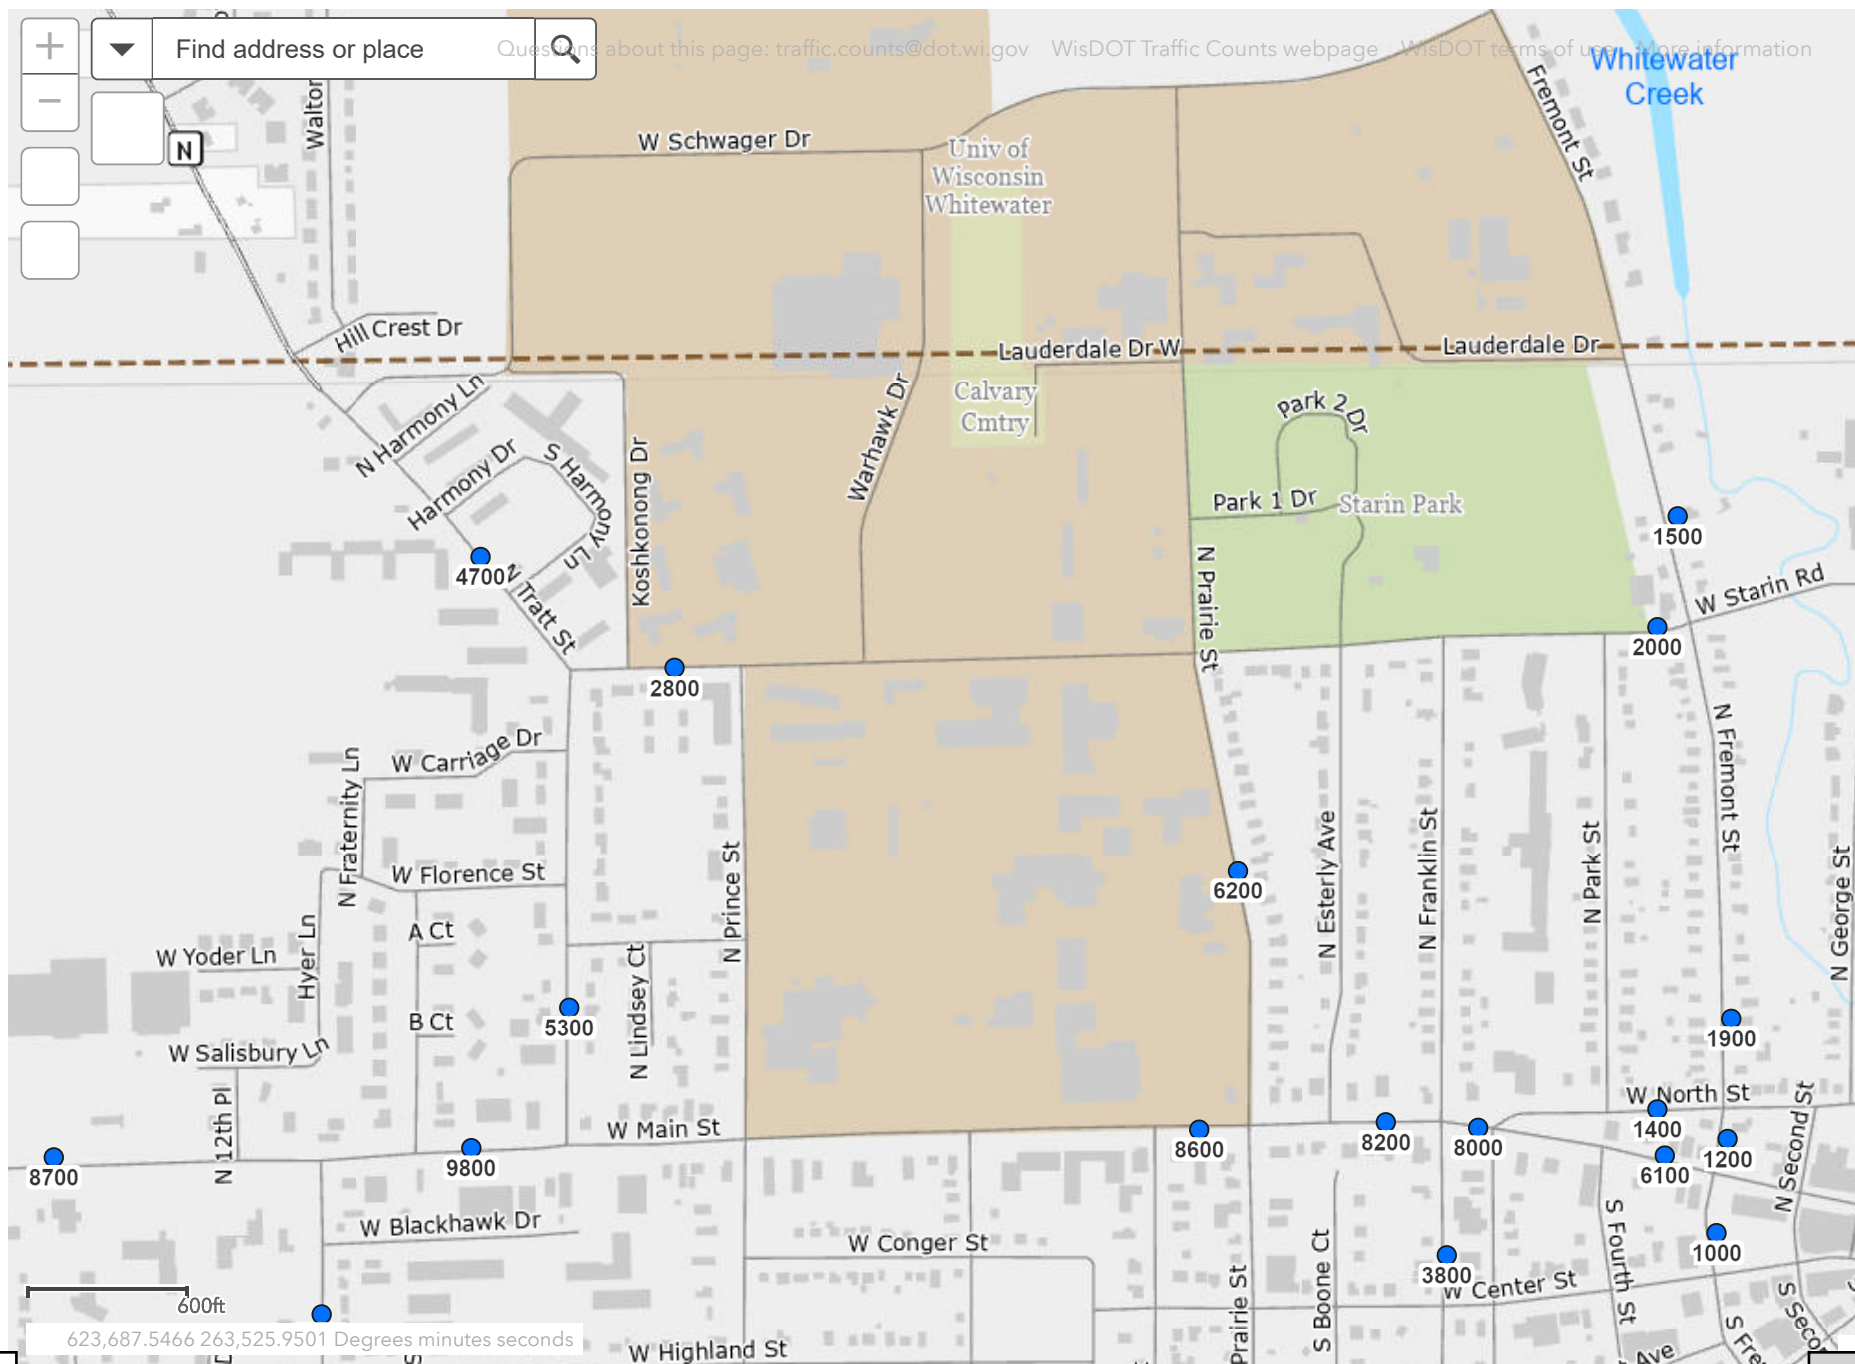 +
−
Find address or place
Questions about this page: traffic.counts@dot.wi.gov
WisDOT Traffic Counts webpage
WisDOT terms of use
More information
Whitewater
Creek
Fremont St
Walton
N
W Schwager Dr
Univ of
Wisconsin
Whitewater
Hill Crest Dr
Lauderdale Dr W
Lauderdale Dr
N Harmony Ln
Calvary
Cmtry
Park 2 Dr
Warhawk Dr
Harmony Dr
S Harmony Ln
Koshkonong Dr
Park 1 Dr
Starin Park
1500
4700
N Tratt St
N Prairie St
W Starin Rd
2000
2800
W Carriage Dr
N Fraternity Ln
N Fremont St
N Esterly Ave
N Franklin St
N Park St
N George St
W Florence St
N Prince St
6200
A Ct
W Yoder Ln
Hyer Ln
N Lindsey Ct
5300
B Ct
1900
W Salisbury Ln
N 12th Pl
W Main St
W North St
N Second St
8600
8200
8000
1400
1200
6100
8700
9800
W Blackhawk Dr
W Conger St
S Boone Ct
S Fourth St
1000
3800
W Center St
Prairie St
S Seco
S Fre
600ft
623,687.5466 263,525.9501 Degrees minutes seconds
W Highland St
Ave